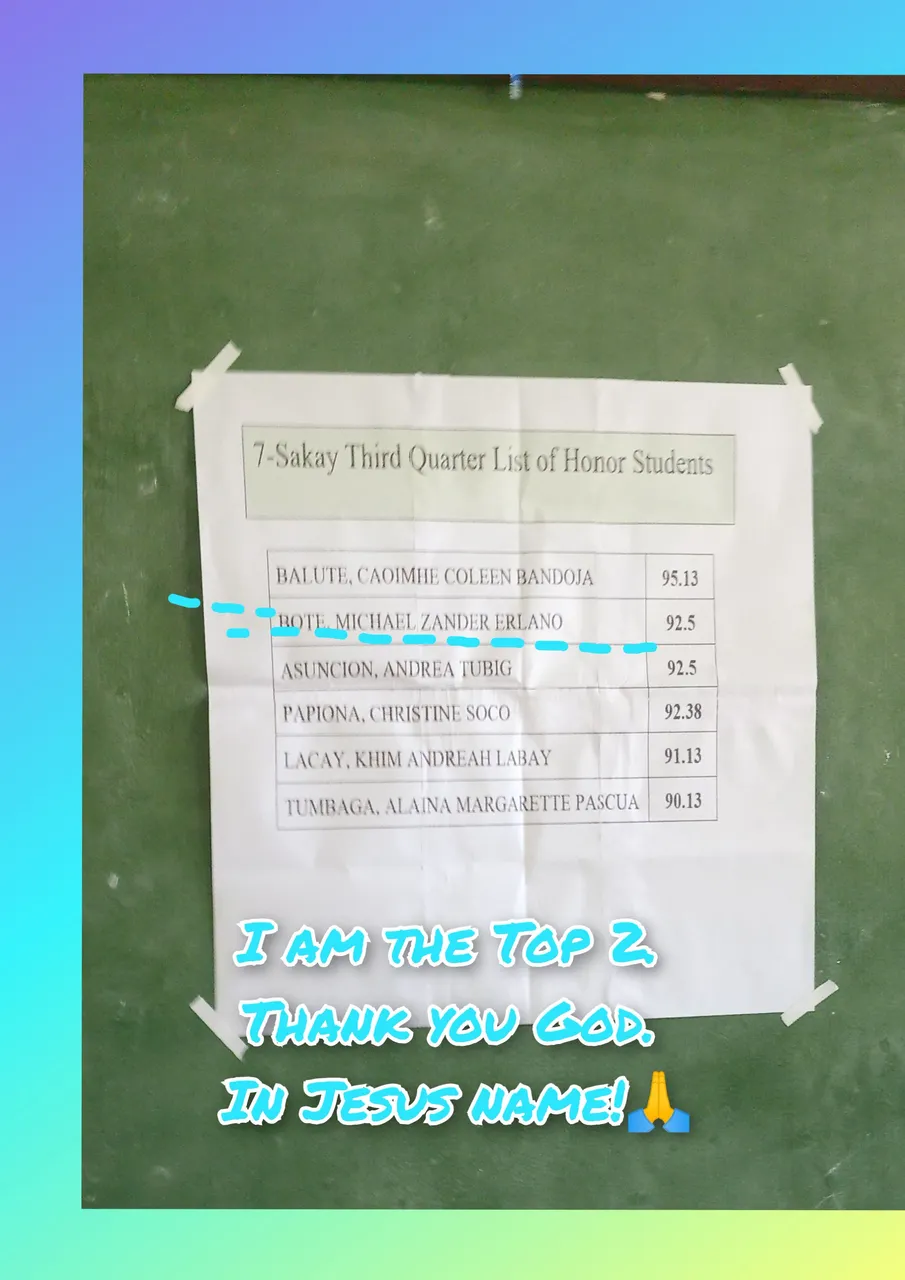 7-Sakay Third Quarter List of Honor Students
BALUTE, CAOIMHE COLEEN BANDOJA 95.13
BOTE, MICHAEL ZANDER ERLANO 92.5
ASUNCION, ANDREA TUBIG 92.5
PAPIONA, CHRISTINE SOCO 92.38
LACAY, KHIM ANDREAH LABAY 91.13
TUMBAGA, ALAINA MARGARETTE PASCUA 90.13
I am the Top 2,
Thank you God.
In Jesus name!🙏